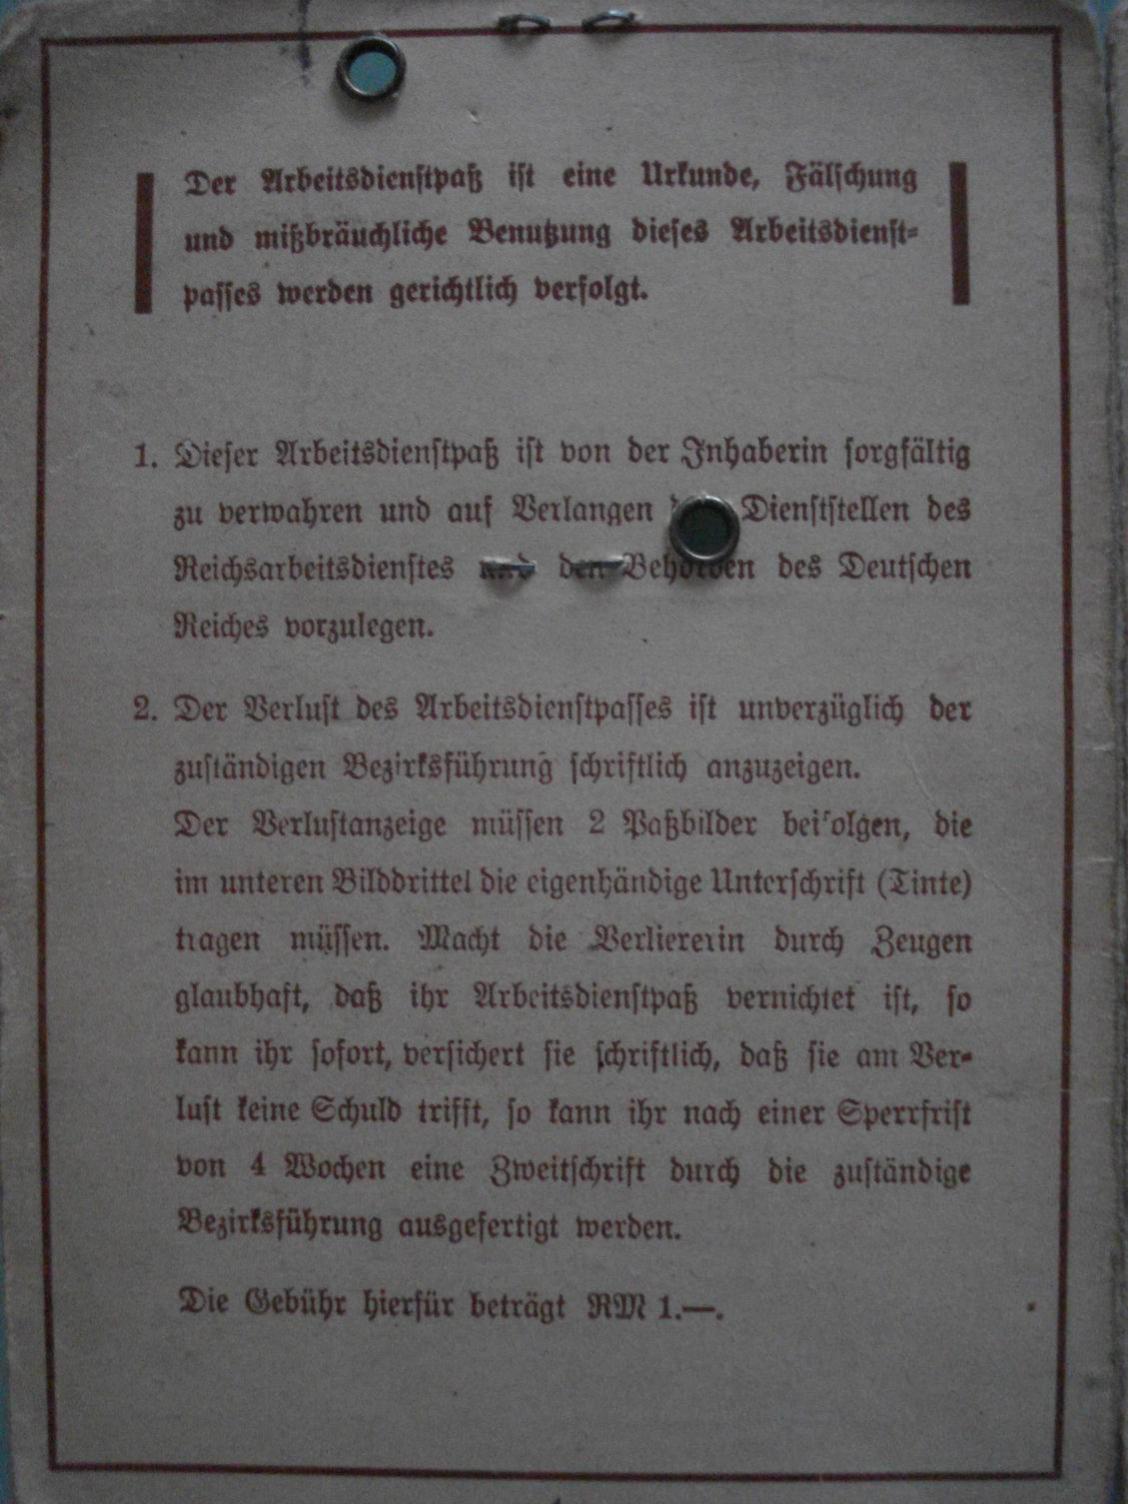 Der Arbeitsdienstpaß ist eine Urkunde, Fälschung
und mißbräuchliche Benutzung dieses Arbeitsdienst-
passes werden gerichtlich verfolgt.
1. Dieser Arbeitsdienstpaß ist von der Inhaberin sorgfältig
zu verwahren und auf Verlangen Dienststellen des
Reichsarbeitsdienstes und den Behörden des Deutschen
Reiches vorzulegen.
2. Der Verlust des Arbeitsdienstpasses ist unverzüglich der
zuständigen Bezirksführung schriftlich anzuzeigen.
Der Verlustanzeige müssen 2 Paßbilder beifolgen, die
im unteren Bilddrittel die eigenhändige Unterschrift (Tinte)
tragen müssen. Macht die Verliererin durch Zeugen
glaubhaft, daß ihr Arbeitsdienstpaß vernichtet ist, so
kann ihr sofort, versichert sie schriftlich, daß sie am Ver-
lust keine Schuld trifft, so kann ihr nach einer Sperrfrist
von 4 Wochen eine Zweitschrift durch die zuständige
Bezirksführung ausgefertigt werden.
Die Gebühr hierfür beträgt RM 1.—.